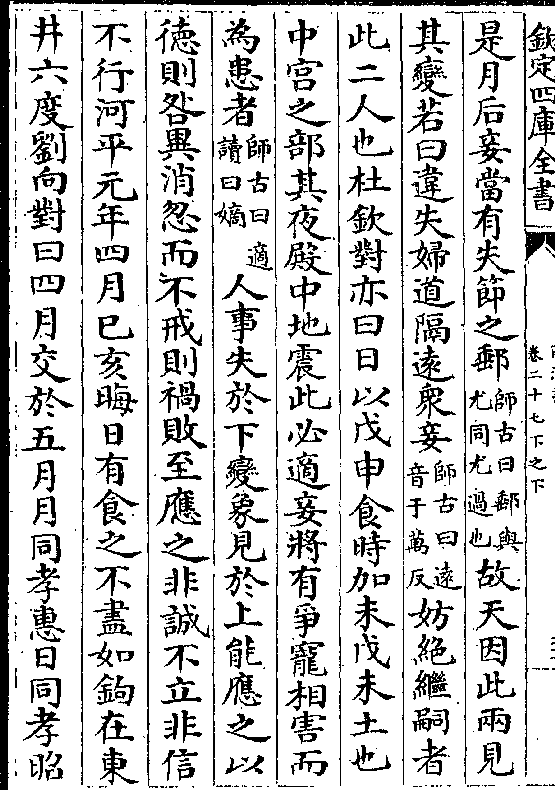 欽定四庫全書
卷二十七下之下
是月后妾當有失節之郵師古曰郵與尤同尤過也故天因此兩見
其變若曰違失婦道隔遠衆妾師古曰遠音于萬反妨絶繼嗣者
此二人也杜欽對亦曰日以戊申食時加未戊未土也
中宫之部其夜殿中地震此必適妾將有爭寵相害而
為患者師古曰適讀曰嫡人事失於下變象見於上能應之以
德則咎異消忽而不戒則禍敗至應之非誠不立非信
不行河平元年四月己亥晦日有食之不盡如鉤在東
井六度劉向對曰四月交於五月月同孝惠日同孝昭